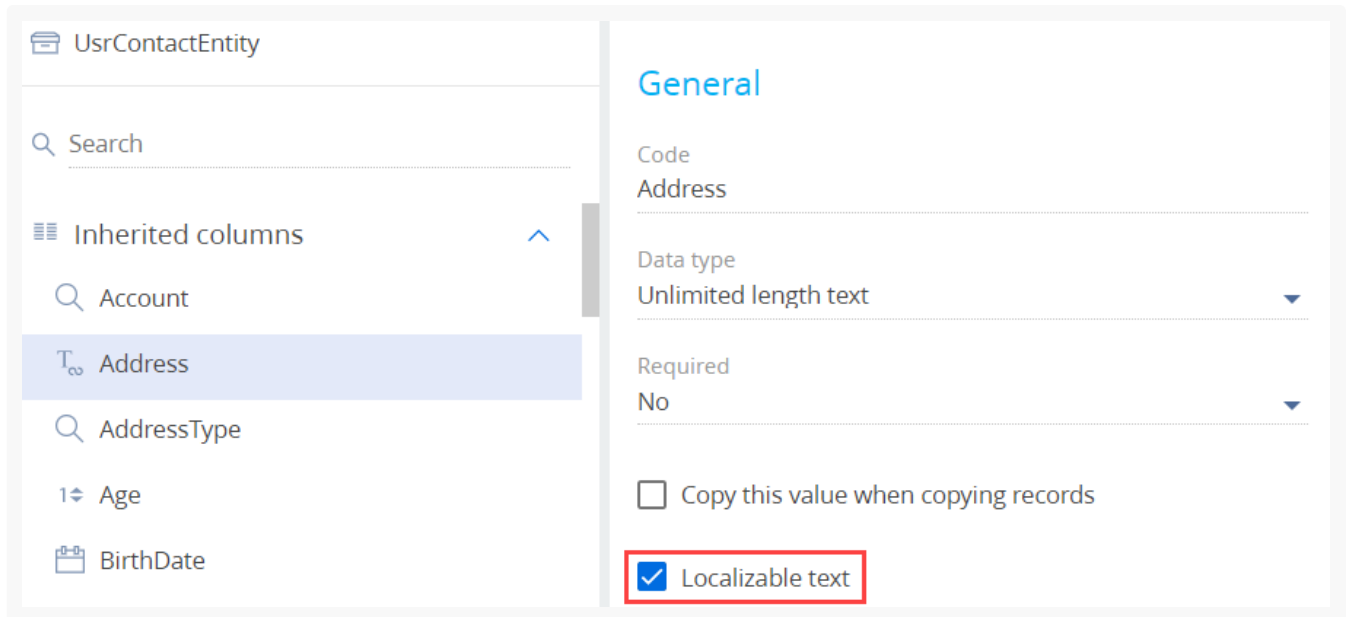 UsrContactEntity
Search
Inherited columns
Account
Address
AddressType
1 Age
BirthDate
General
Code
Address
Data type
Unlimited length text
Required
No
Copy this value when copying records
Localizable text